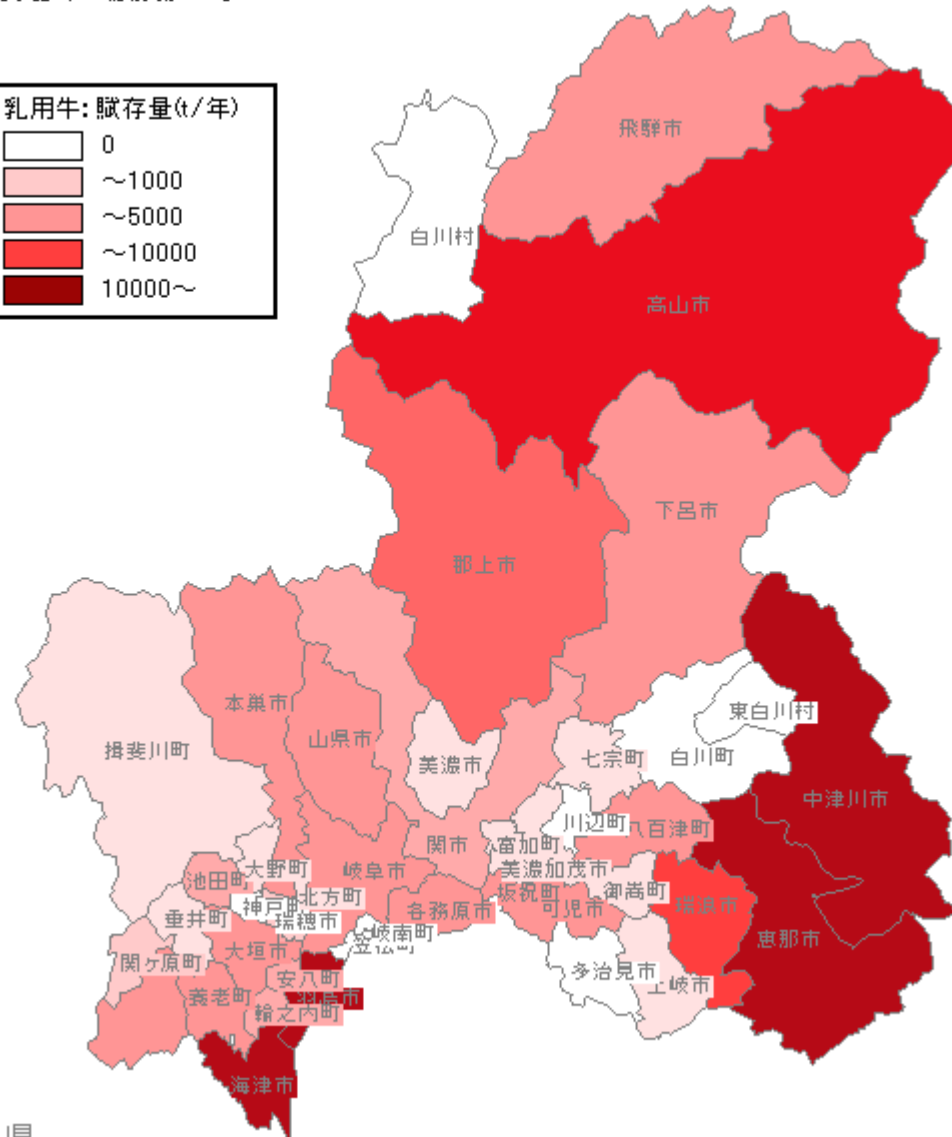 乳用牛: 賦存量(t/年)
0
～1000
～5000
～10000
10000～
飛騨市
白川村
高山市
下呂市
郡上市
本巣市
東白川村
山県市
揖斐川町
美濃市
七宗町
白川町
中津川市
川辺町
八百津町
富加町
関市
大野町
岐阜市
美濃加茂市
池田町
御嵩町
坂祝町
北方町
神戸町
瑞浪市
可児市
各務原市
垂井町
瑞穂市
岐南町
恵那市
笠松町
大垣市
関ヶ原町
多治見市
安八町
土岐市
養老町
羽島市
輪之内町
海津市
県